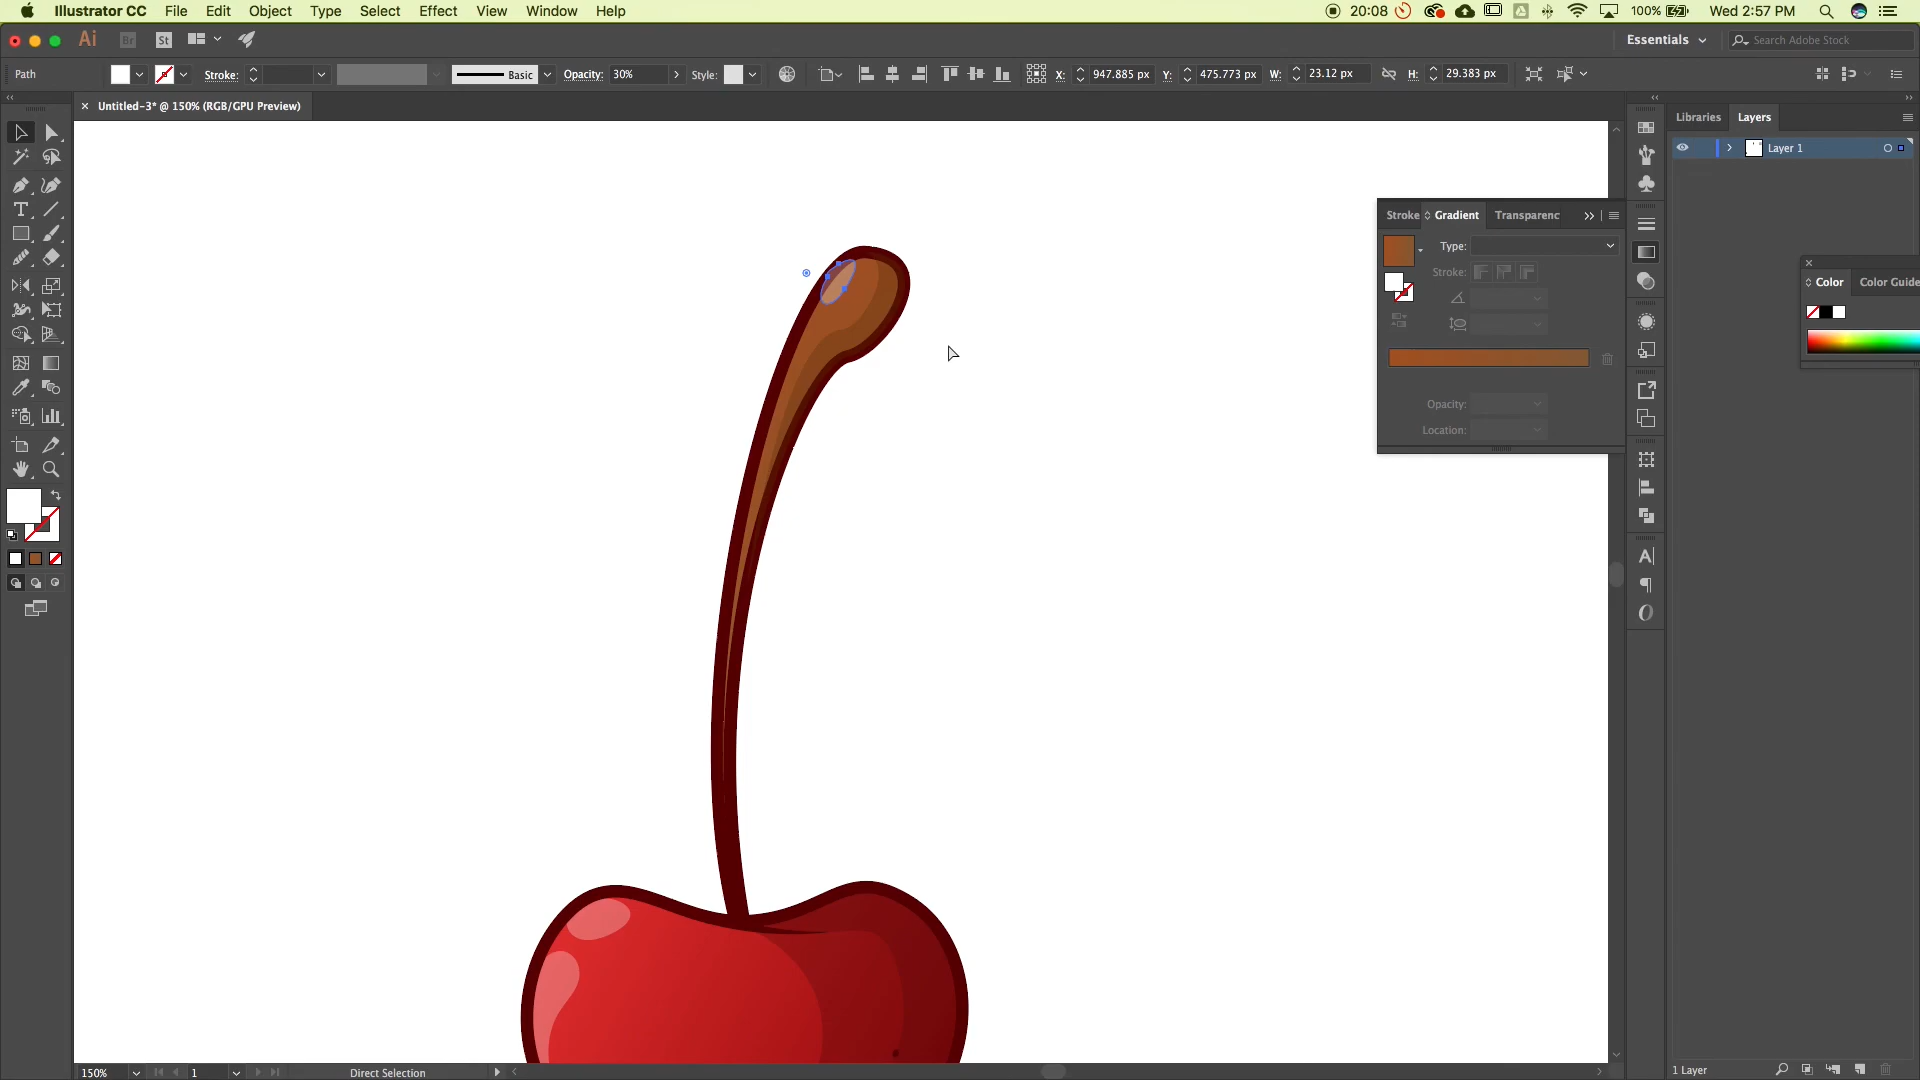 Illustrator CC File Edit Object Type Select Effect View Window Help 20:08 100% Wed 2:57 PM
Ai Br St Essentials Search Adobe Stock
Path Stroke: Basic Opacity: 30% Style: X: 947.885 px Y: 475.773 px W: 23.12 px H: 29.383 px
Untitled-3* @ 150% (RGB/GPU Preview)
Libraries Layers
Layer 1
Stroke Gradient Transparenc
Type:
Stroke:
Opacity:
Location:
Color Color Guide
150% 1 Direct Selection
1 Layer